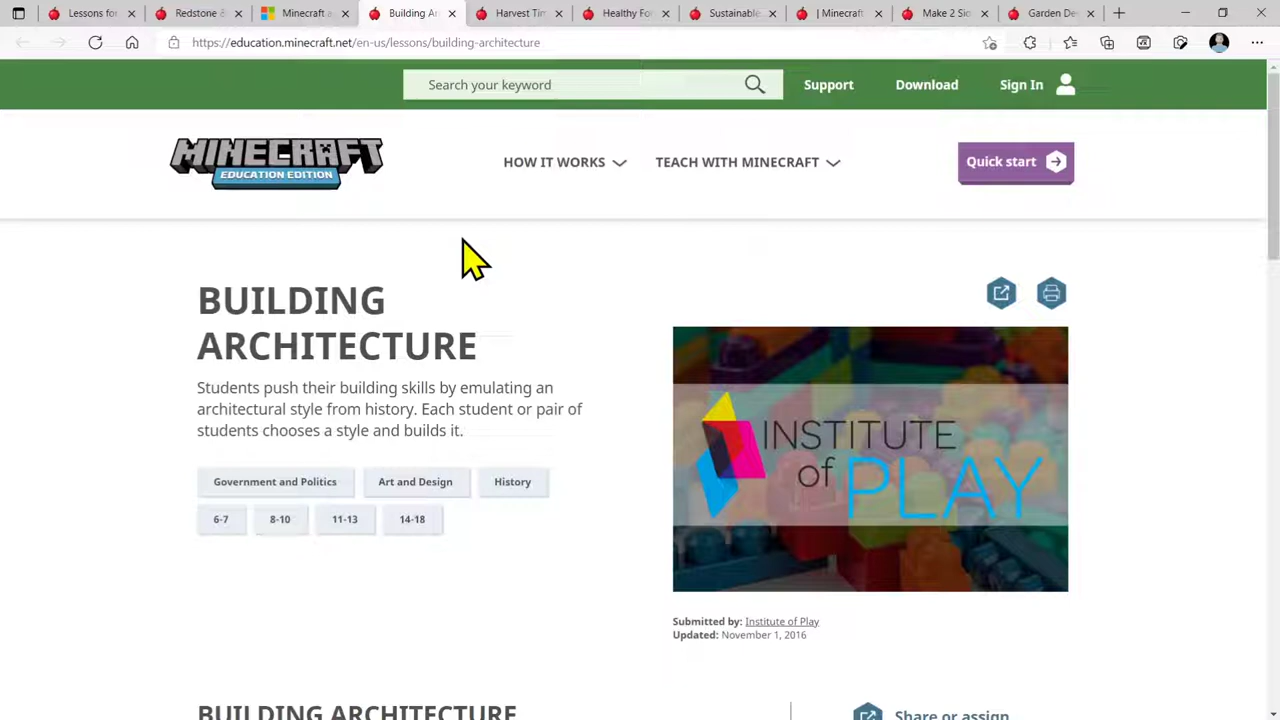 Lessons for
Redstone &
Minecraft a
Building Ar
Harvest Tim
Healthy Foo
Sustainable
| Minecraft
Make 2 Sid
Garden De
https://education.minecraft.net/en-us/lessons/building-architecture
Search your keyword
Support
Download
Sign In
MINECRAFT
EDUCATION EDITION
HOW IT WORKS
TEACH WITH MINECRAFT
Quick start
BUILDING
ARCHITECTURE
Students push their building skills by emulating an
architectural style from history. Each student or pair of
students chooses a style and builds it.
Government and Politics
Art and Design
History
6-7
8-10
11-13
14-18
INSTITUTE
of PLAY
Submitted by: Institute of Play
Updated: November 1, 2016
BUILDING ARCHITECTURE
Share or assign